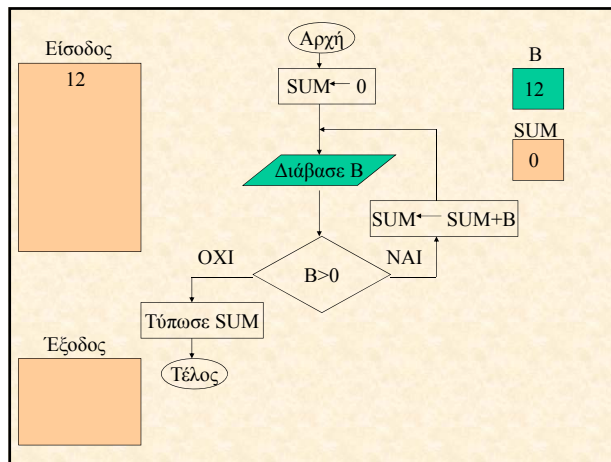 Είσοδος
12
Αρχή
SUM← 0
Διάβασε B
SUM← SUM+B
ΟΧΙ
B>0
ΝΑΙ
Τύπωσε SUM
Τέλος
B
12
SUM
0
Έξοδος